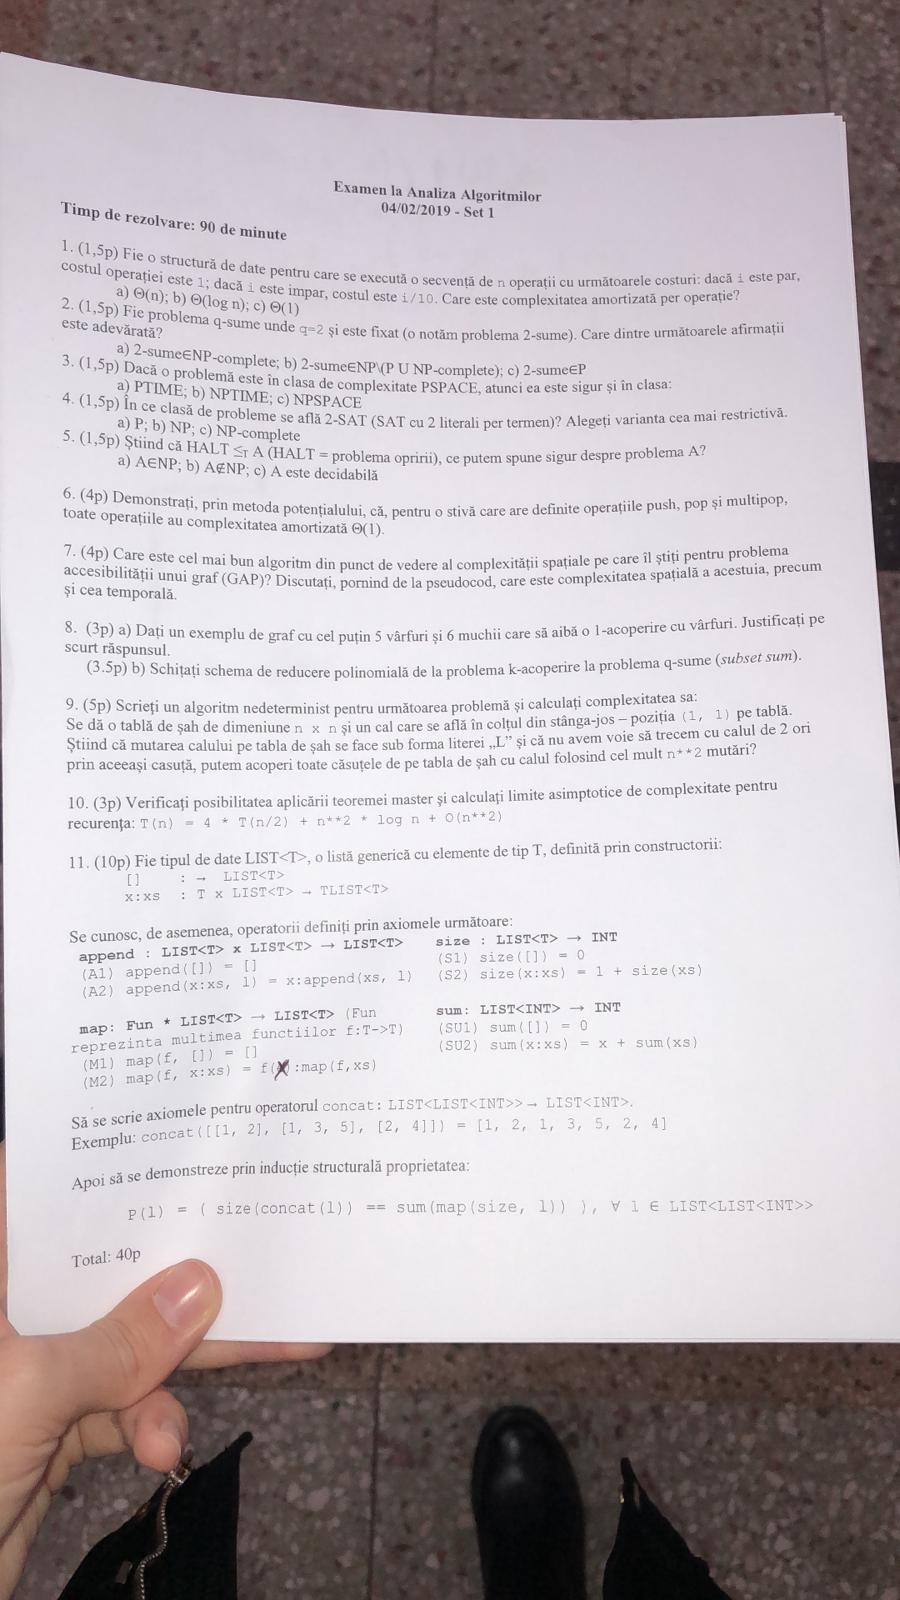 Examen la Analiza Algoritmilor
04/02/2019 - Set 1
Timp de rezolvare: 90 de minute
1. (1,5p) Fie o structură de date pentru care se execută o secvență de n operații cu următoarele costuri: dacă i este par,
costul operației este 1; dacă i este impar, costul este i/10. Care este complexitatea amortizată per operație?
a) Θ(n); b) Θ(log n); c) Θ(1)
2. (1,5p) Fie problema q-sume unde q=2 și este fixat (o notăm problema 2-sume). Care dintre următoarele afirmații
este adevărată?
a) 2-sume∈NP-complete; b) 2-sume∈NP\(P U NP-complete); c) 2-sume∈P
3. (1,5p) Dacă o problemă este în clasa de complexitate PSPACE, atunci ea este sigur și în clasa:
a) PTIME; b) NPTIME; c) NPSPACE
4. (1,5p) În ce clasă de probleme se află 2-SAT (SAT cu 2 literali per termen)? Alegeți varianta cea mai restrictivă.
a) P; b) NP; c) NP-complete
5. (1,5p) Știind că HALT ≤T A (HALT = problema opririi), ce putem spune sigur despre problema A?
a) A∈NP; b) A∉NP; c) A este decidabilă
6. (4p) Demonstrați, prin metoda potențialului, că, pentru o stivă care are definite operațiile push, pop și multipop,
toate operațiile au complexitatea amortizată Θ(1).
7. (4p) Care este cel mai bun algoritm din punct de vedere al complexității spațiale pe care îl știți pentru problema
accesibilității unui graf (GAP)? Discutați, pornind de la pseudocod, care este complexitatea spațială a acestuia, precum
și cea temporală.
8. (3p) a) Dați un exemplu de graf cu cel puțin 5 vârfuri și 6 muchii care să aibă o 1-acoperire cu vârfuri. Justificați pe
scurt răspunsul.
(3.5p) b) Schițați schema de reducere polinomială de la problema k-acoperire la problema q-sume (subset sum).
9. (5p) Scrieți un algoritm nedeterminist pentru următoarea problemă și calculați complexitatea sa:
Se dă o tablă de șah de dimeniune n x n și un cal care se află în colțul din stânga-jos – poziția (1, 1) pe tablă.
Știind că mutarea calului pe tabla de șah se face sub forma literei „L” și că nu avem voie să trecem cu calul de 2 ori
prin aceeași casuță, putem acoperi toate căsuțele de pe tabla de șah cu calul folosind cel mult n**2 mutări?
10. (3p) Verificați posibilitatea aplicării teoremei master și calculați limite asimptotice de complexitate pentru
recurența: T(n) = 4 * T(n/2) + n**2 * log n + O(n**2)
11. (10p) Fie tipul de date LIST<T>, o listă generică cu elemente de tip T, definită prin constructorii:
[] : → LIST<T>
x:xs : T x LIST<T> → TLIST<T>
Se cunosc, de asemenea, operatorii definiți prin axiomele următoare:
append : LIST<T> x LIST<T> → LIST<T>
(A1) append([]) = []
(A2) append(x:xs, l) = x:append(xs, l)
size : LIST<T> → INT
(S1) size([]) = 0
(S2) size(x:xs) = 1 + size(xs)
map: Fun * LIST<T> → LIST<T> (Fun
reprezinta multimea functiilor f:T->T)
(M1) map(f, []) = []
(M2) map(f, x:xs) = f(x):map(f,xs)
sum: LIST<INT> → INT
(SU1) sum([]) = 0
(SU2) sum(x:xs) = x + sum(xs)
Să se scrie axiomele pentru operatorul concat: LIST<LIST<INT>> → LIST<INT>.
Exemplu: concat([[1, 2], [1, 3, 5], [2, 4]]) = [1, 2, 1, 3, 5, 2, 4]
Apoi să se demonstreze prin inducție structurală proprietatea:
P(l) = ( size(concat(l)) == sum(map(size, l)) ), ∀ l ∈ LIST<LIST<INT>>
Total: 40p